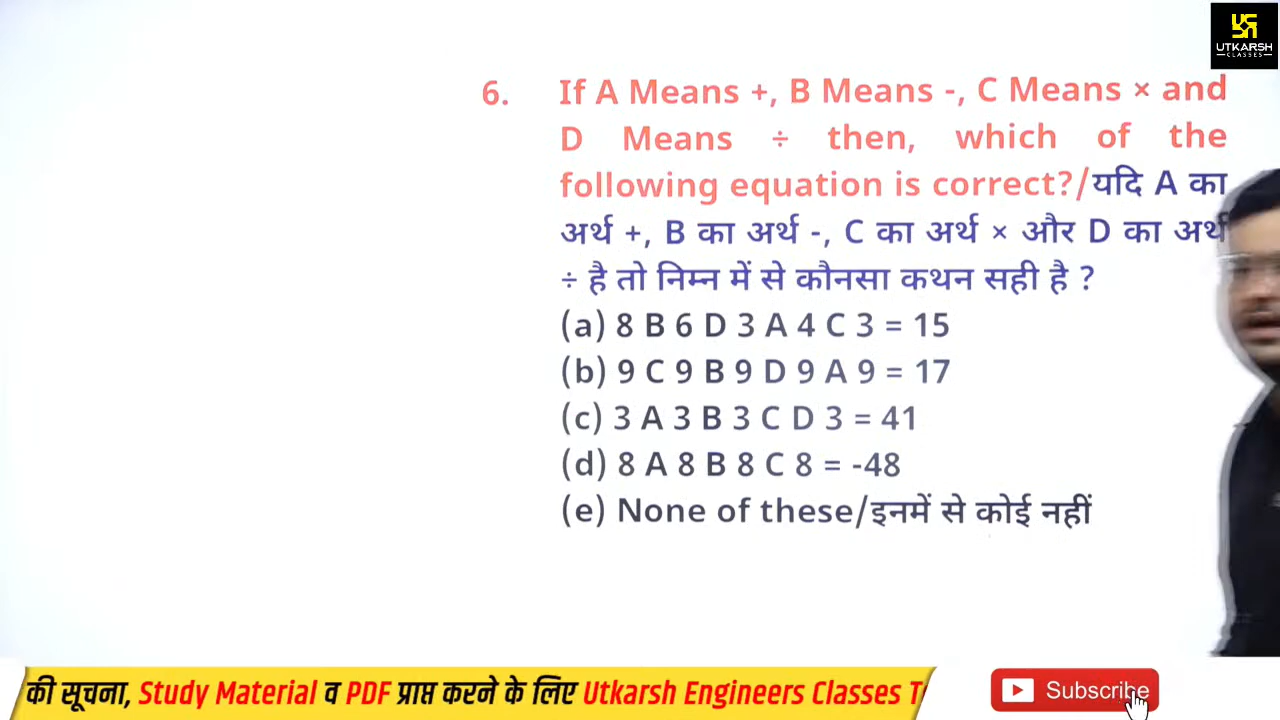 UTKARSH
CLASSES
6. If A Means +, B Means -, C Means × and
D Means ÷ then, which of the
following equation is correct?/यदि A का
अर्थ +, B का अर्थ -, C का अर्थ × और D का अर्थ
÷ है तो निम्न में से कौनसा कथन सही है ?
(a) 8 B 6 D 3 A 4 C 3 = 15
(b) 9 C 9 B 9 D 9 A 9 = 17
(c) 3 A 3 B 3 C D 3 = 41
(d) 8 A 8 B 8 C 8 = -48
(e) None of these/इनमें से कोई नहीं
की सूचना, Study Material व PDF प्राप्त करने के लिए Utkarsh Engineers Classes
Subscribe